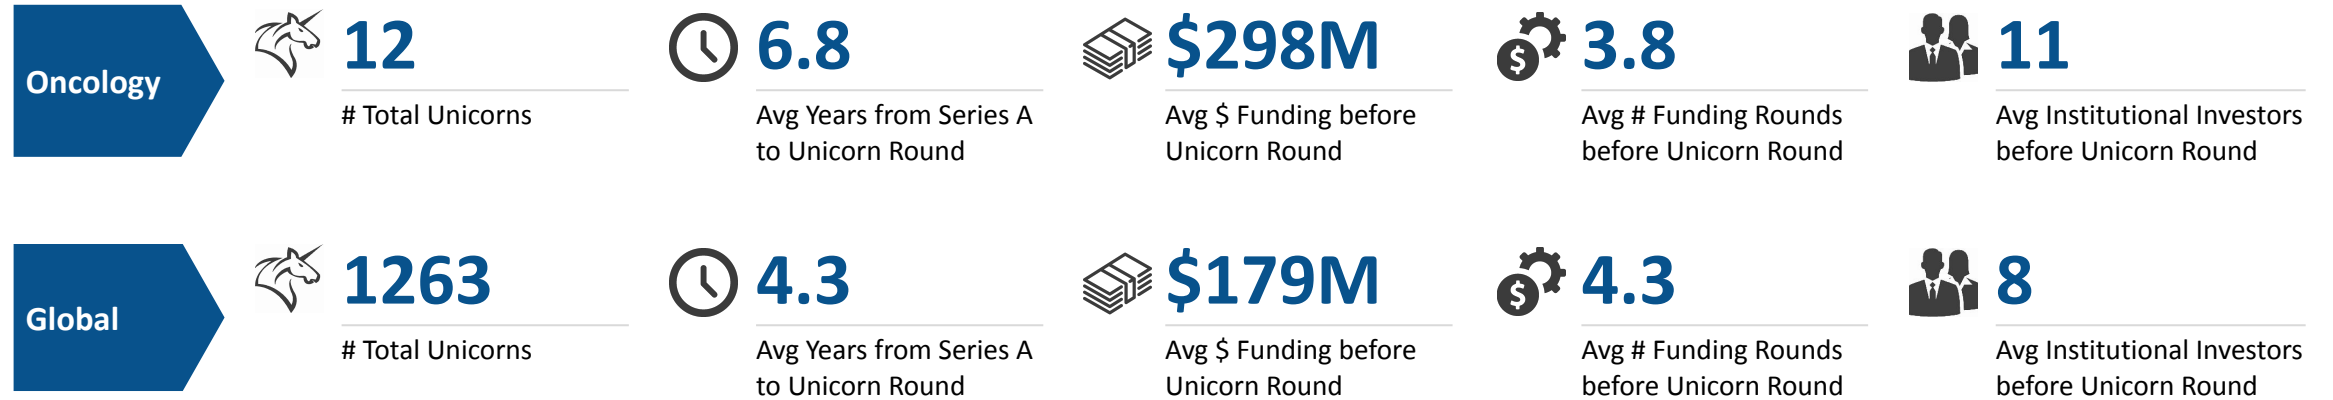 Oncology
12
# Total Unicorns
6.8
Avg Years from Series A
to Unicorn Round
$298M
Avg $ Funding before
Unicorn Round
3.8
Avg # Funding Rounds
before Unicorn Round
11
Avg Institutional Investors
before Unicorn Round
Global
1263
# Total Unicorns
4.3
Avg Years from Series A
to Unicorn Round
$179M
Avg $ Funding before
Unicorn Round
4.3
Avg # Funding Rounds
before Unicorn Round
8
Avg Institutional Investors
before Unicorn Round